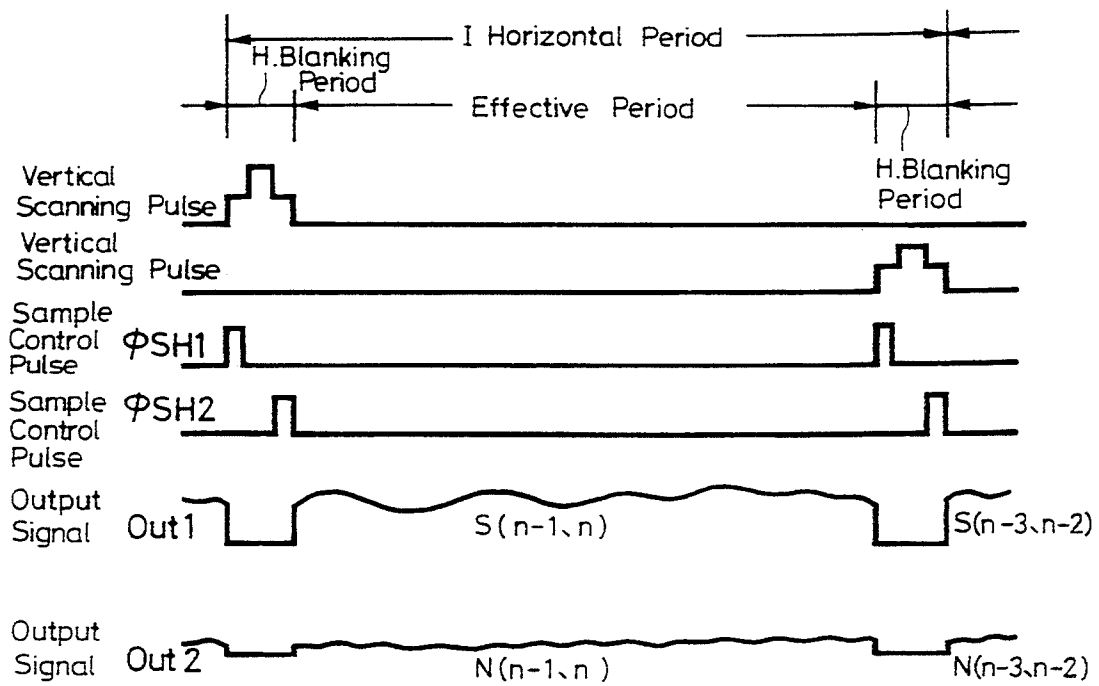 I Horizontal Period
H.Blanking
Period
Effective Period
H.Blanking
Period
Vertical
Scanning Pulse
Vertical
Scanning Pulse
Sample
Control
Pulse
φSH1
Sample
Control
Pulse
φSH2
Output
Signal
Out1
S(n-1、n)
S(n-3、n-2)
Output
Signal
Out2
N(n-1、n)
N(n-3、n-2)